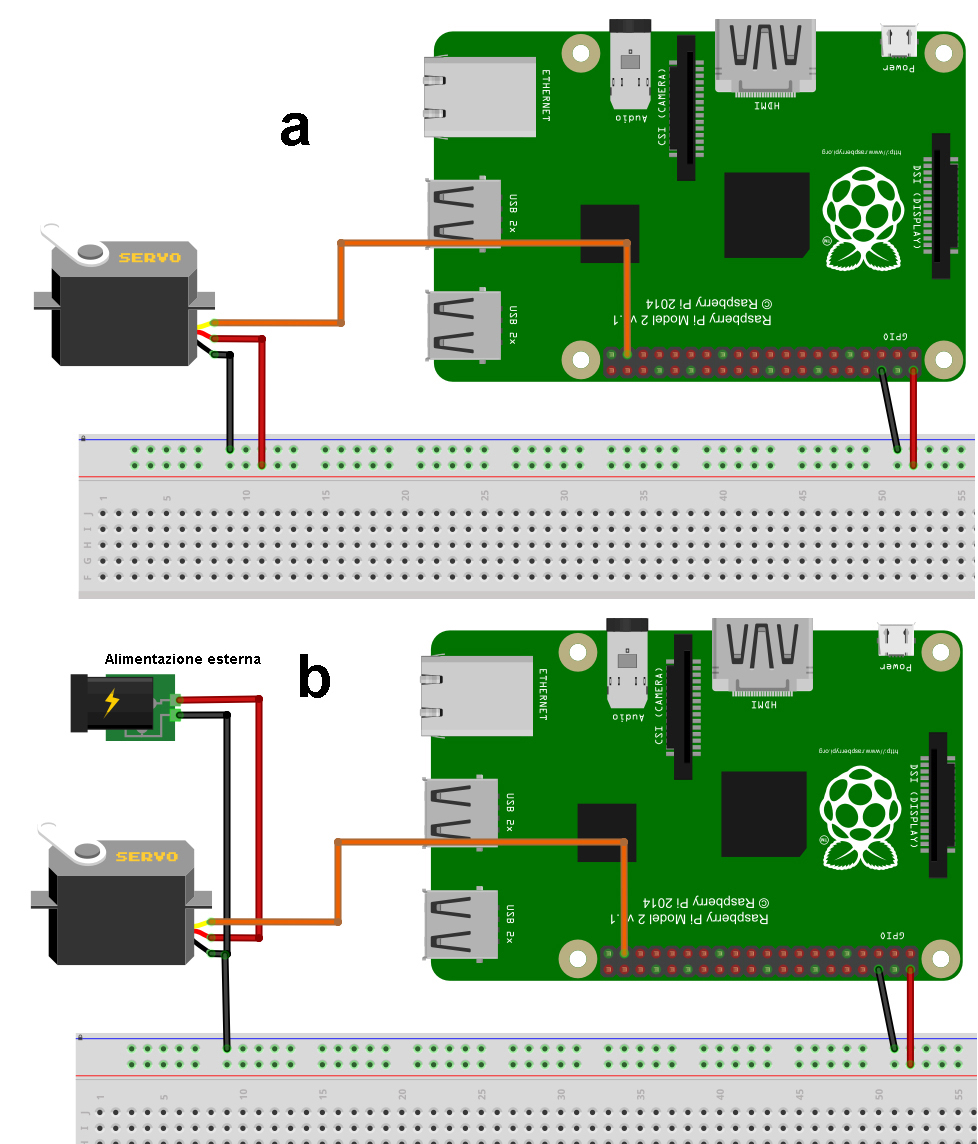 a
ETHERNET
Audio
CSI (CAMERA)
HDMI
Power
http://www.raspberrypi.org
DSI (DISPLAY)
USB 2x
SERVO
USB 2x
Raspberry Pi Model 2
© Raspberry Pi 2014
GPIO
1 5 10 15 20 25 30 35 40 45 50 55
J
I
H
G
F
Alimentazione esterna
b
ETHERNET
Audio
CSI (CAMERA)
HDMI
Power
http://www.raspberrypi.org
DSI (DISPLAY)
USB 2x
SERVO
USB 2x
Raspberry Pi Model 2
© Raspberry Pi 2014
GPIO
1 5 10 15 20 25 30 35 40 45 50 55
J
I